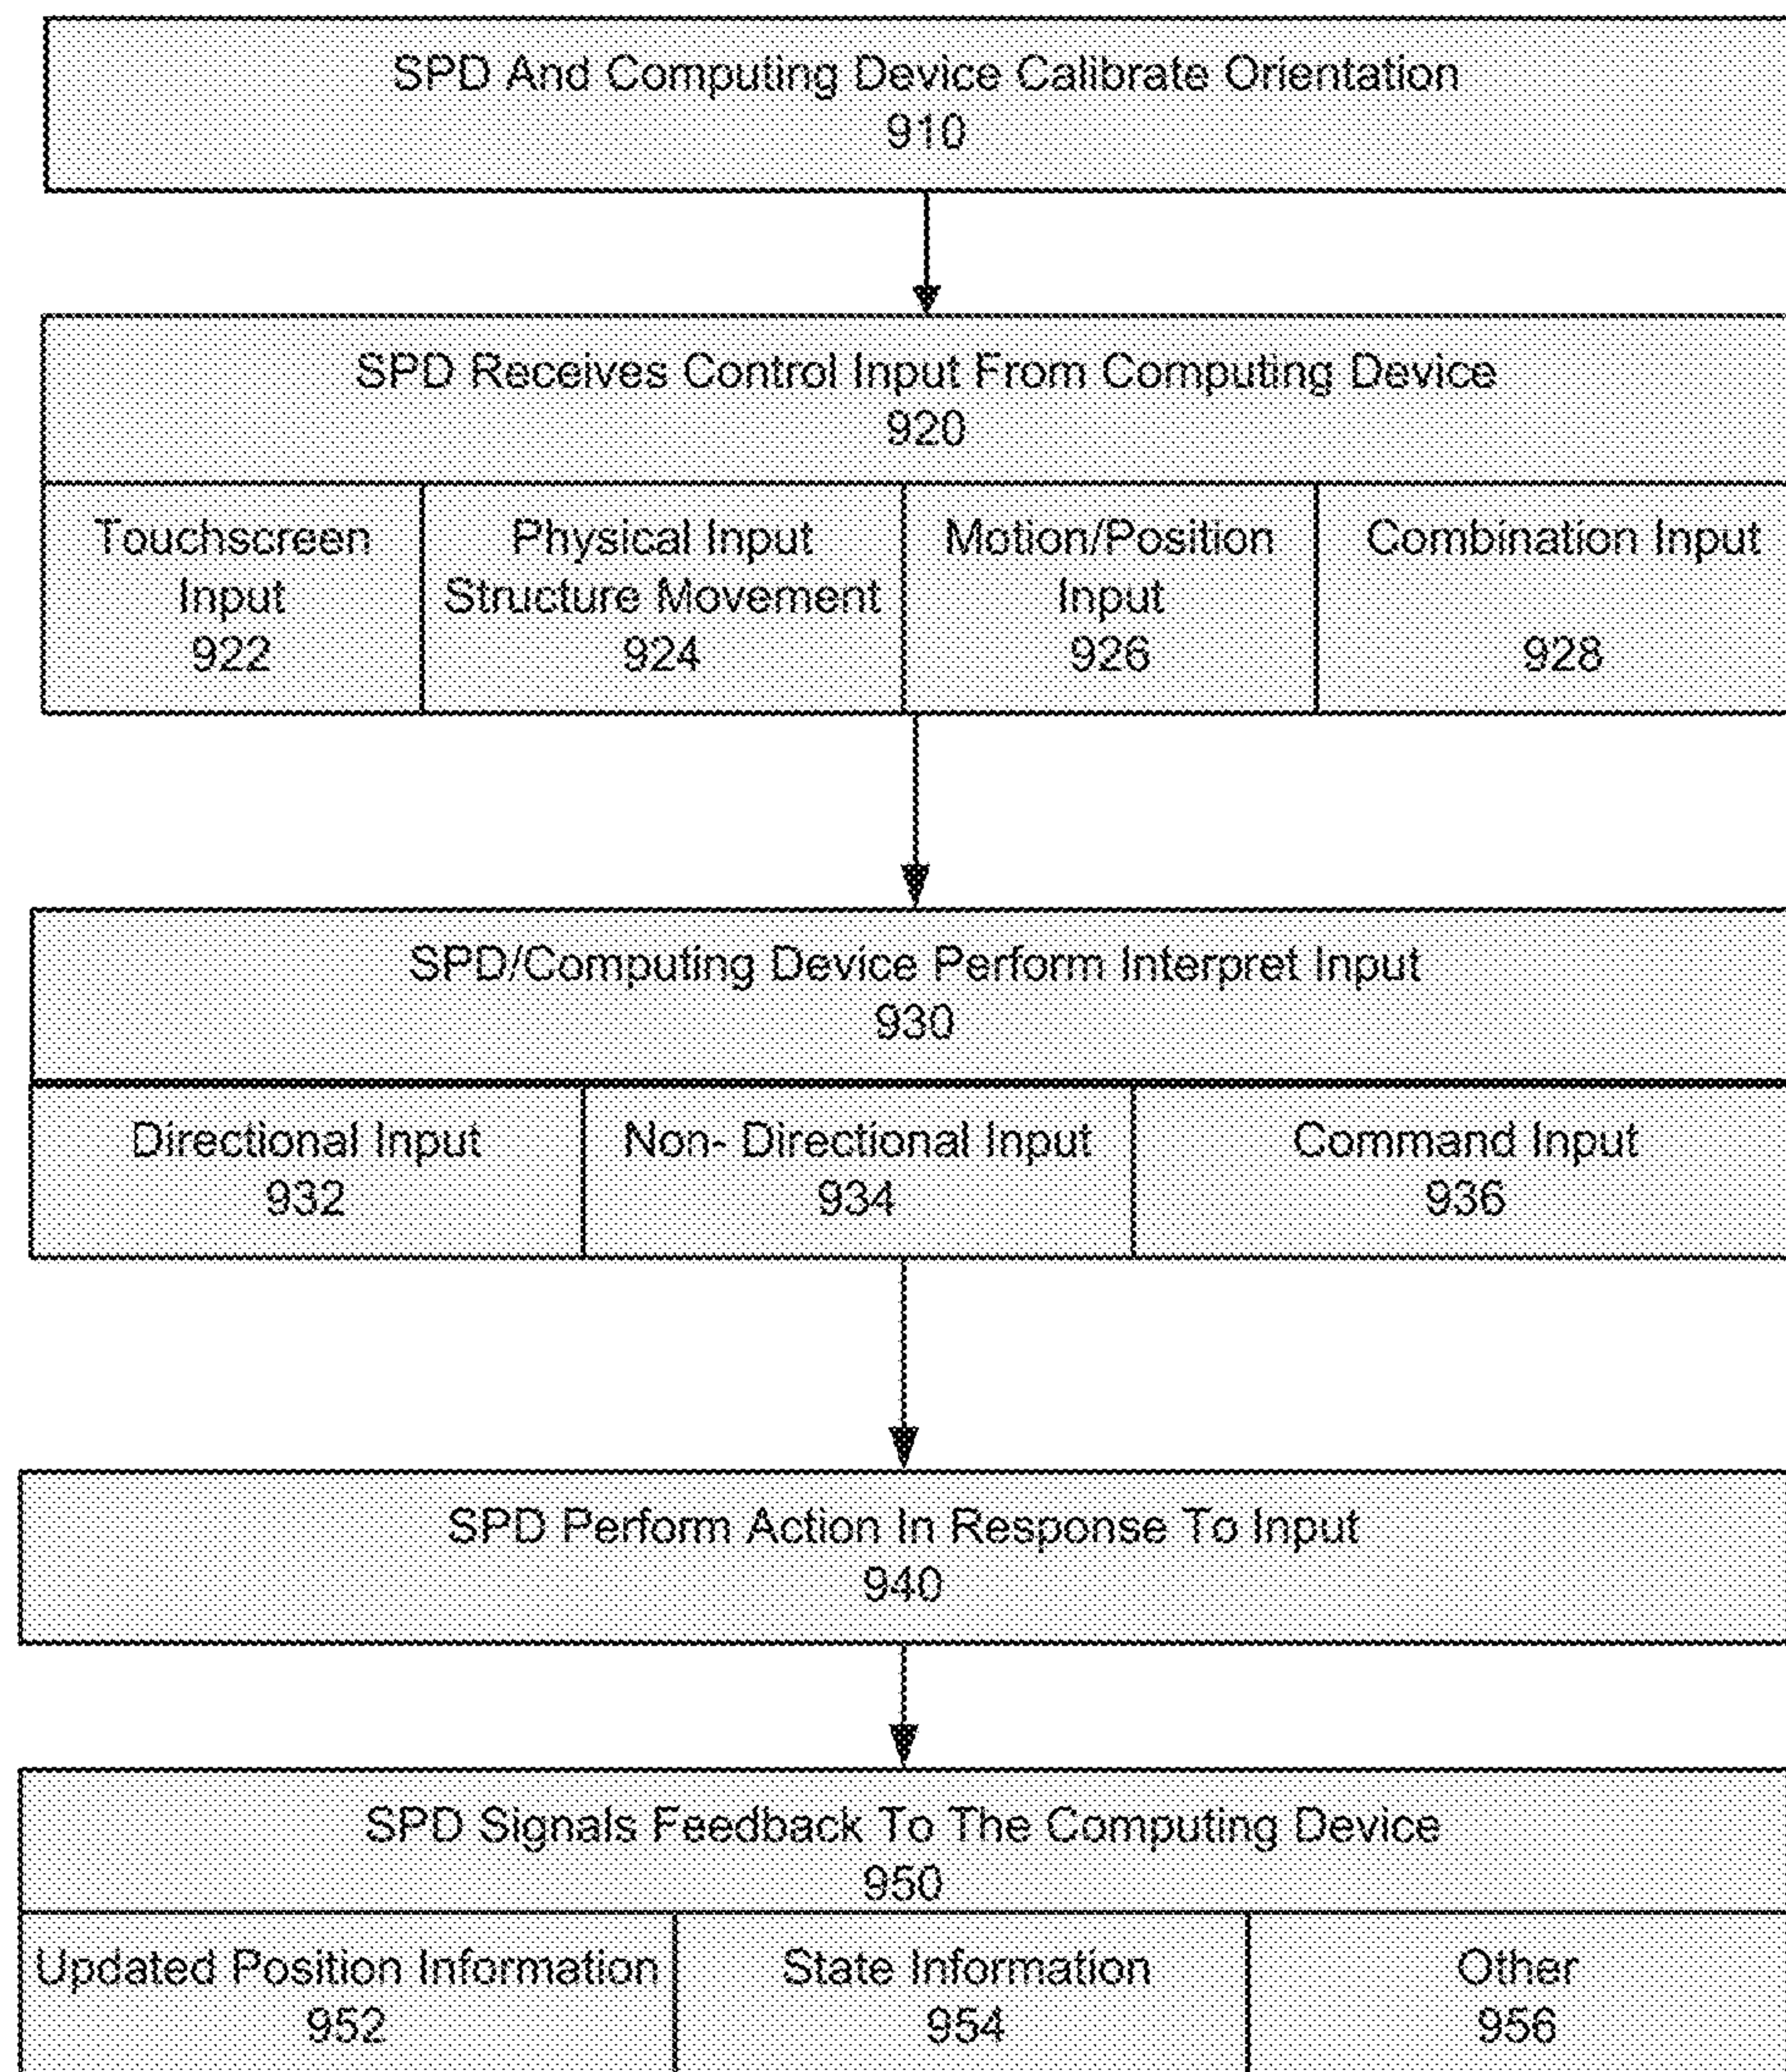 SPD And Computing Device Calibrate Orientation
910
SPD Receives Control Input From Computing Device
920
Touchscreen
Input
922
Physical Input
Structure Movement
924
Motion/Position
Input
926
Combination Input
928
SPD/Computing Device Perform Interpret Input
930
Directional Input
932
Non- Directional Input
934
Command Input
936
SPD Perform Action In Response To Input
940
SPD Signals Feedback To The Computing Device
950
Updated Position Information
952
State Information
954
Other
956